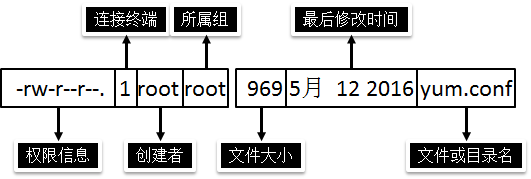 连接终端 所属组 最后修改时间
-rw-r--r--. 1 root root 969 5月 12 2016 yum.conf
权限信息 创建者 文件大小 文件或目录名